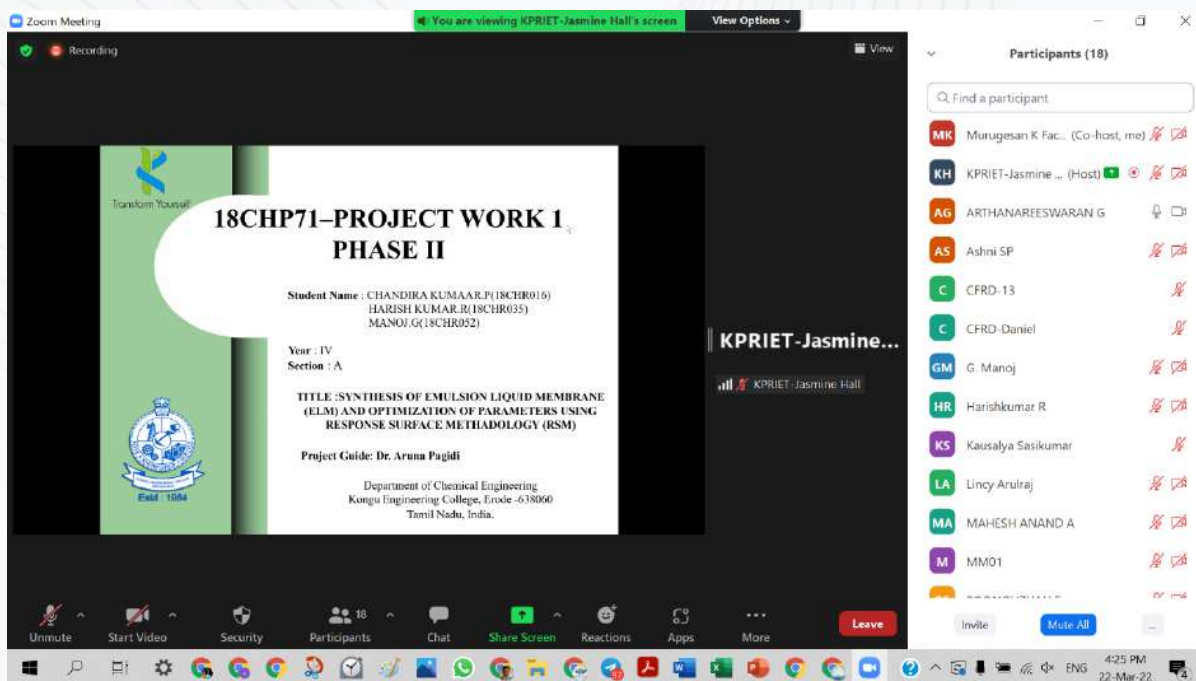 Zoom Meeting
You are viewing KPRIET-Jasmine Hall's screen
View Options
Recording
View
Transform Yourself
18CHP71–PROJECT WORK 1
PHASE II
Student Name : CHANDIRA KUMAAR.P(18CHR016)
HARISH KUMAR.R(18CHR035)
MANOJ.G(18CHR052)
Year : IV
Section : A
TITLE :SYNTHESIS OF EMULSION LIQUID MEMBRANE
(ELM) AND OPTIMIZATION OF PARAMETERS USING
RESPONSE SURFACE METHADOLOGY (RSM)
Project Guide: Dr. Aruna Pagidi
Department of Chemical Engineering
Kongu Engineering College, Erode -638060
Tamil Nadu, India.
Estd : 1984
KPRIET-Jasmine...
KPRIET-Jasmine Hall
Participants (18)
Find a participant
MK Murugesan K Fac... (Co-host, me)
KH KPRIET-Jasmine ... (Host)
AG ARTHANAREESWARAN G
AS Ashni SP
C CFRD-13
C CFRD-Daniel
GM G. Manoj
HR Harishkumar R
KS Kausalya Sasikumar
LA Lincy Arulraj
MA MAHESH ANAND A
M MM01
Invite
Mute All
...
Unmute
Start Video
Security
18
Participants
Chat
Share Screen
Reactions
Apps
More
Leave
ENG
4:25 PM
22-Mar-22